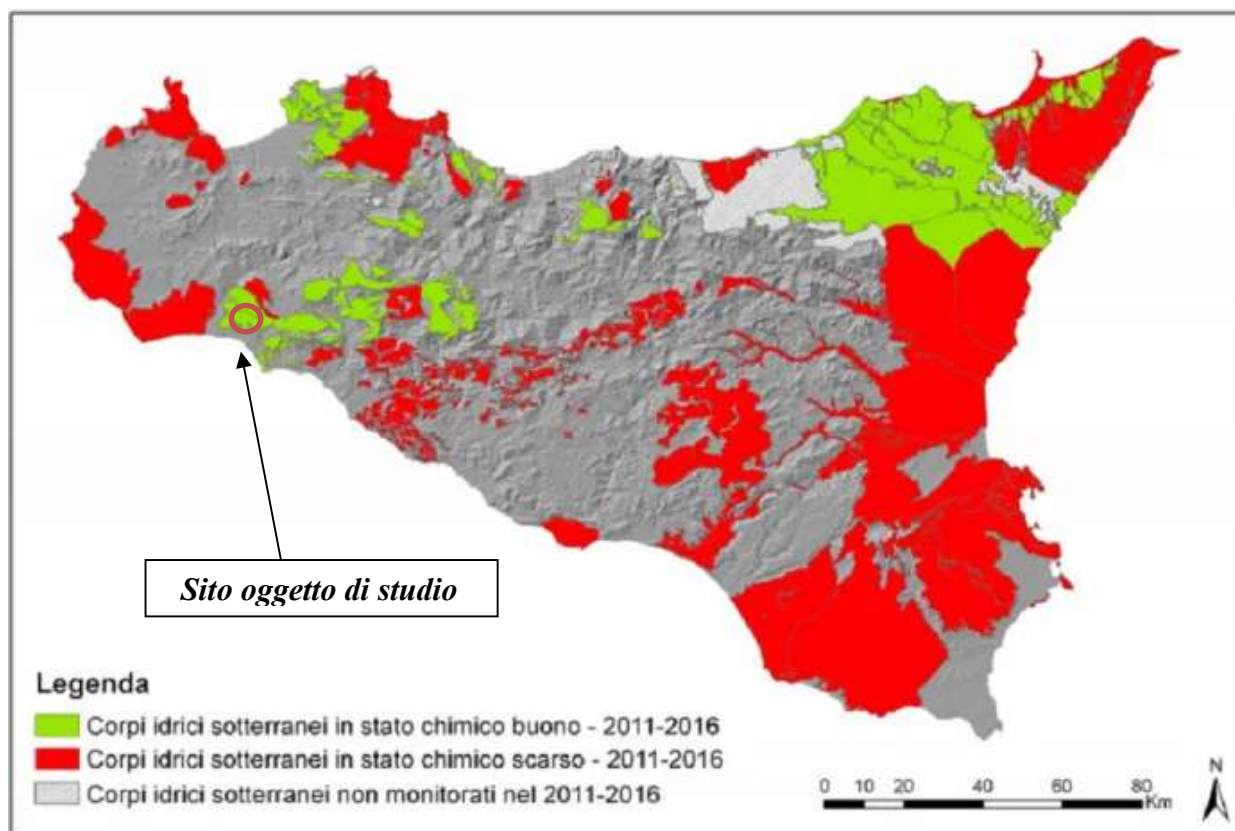 Sito oggetto di studio
Legenda
Corpi idrici sotterranei in stato chimico buono - 2011-2016
Corpi idrici sotterranei in stato chimico scarso - 2011-2016
Corpi idrici sotterranei non monitorati nel 2011-2016
0 20 40 60 80
Km
N